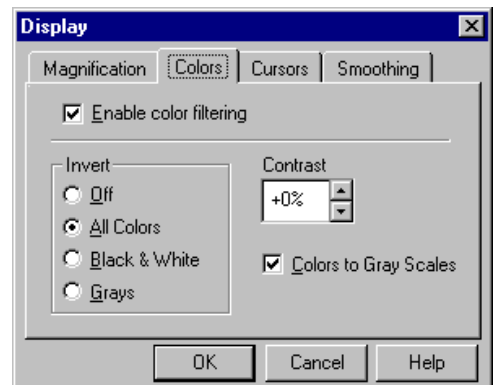 Display
Magnification Colors Cursors Smoothing
Enable color filtering
Invert
Off
All Colors
Black & White
Grays
Contrast
+0%
Colors to Gray Scales
OK Cancel Help